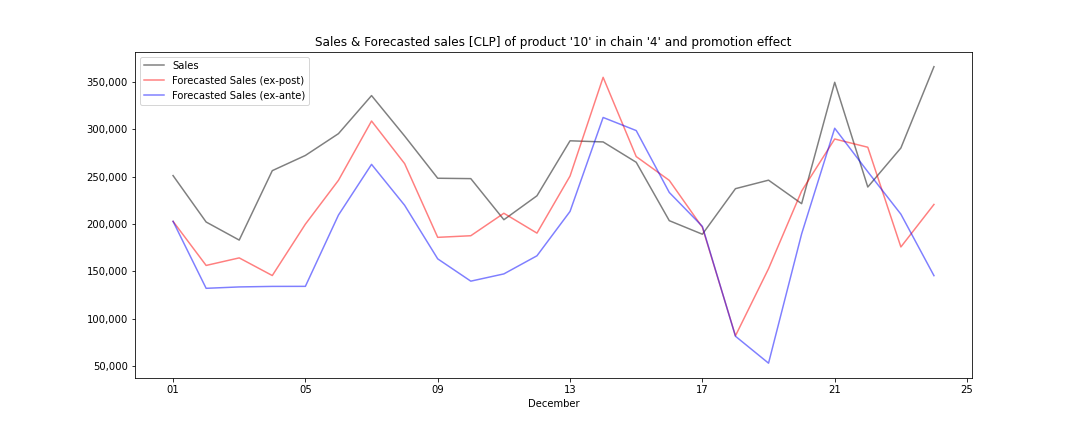 Sales & Forecasted sales [CLP] of product '10' in chain '4' and promotion effect
Sales
Forecasted Sales (ex-post)
Forecasted Sales (ex-ante)
350,000
300,000
250,000
200,000
150,000
100,000
50,000
01 05 09 13 17 21 25
December